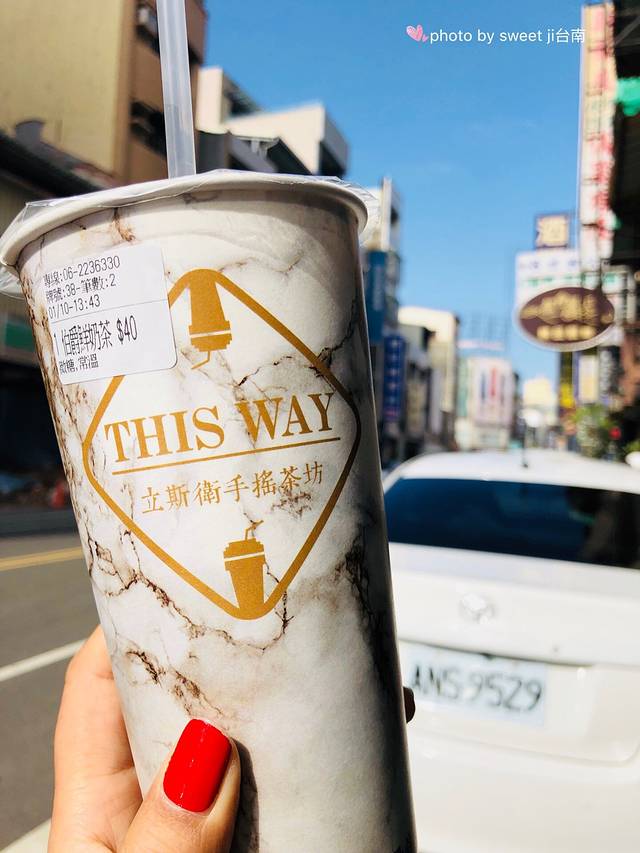 photo by sweet ji台南
專線:06-2236330
牌號:38-筆數:2
01/10-13:43
1 伯爵鮮奶茶 $40
微糖,常溫
THIS WAY
立斯衛手搖茶坊
酒
ANS-9529